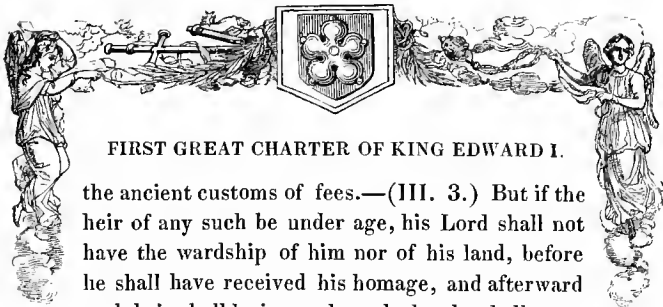 FIRST GREAT CHARTER OF KING EDWARD I.
the ancient customs of fees.—(III. 3.) But if the
heir of any such be under age, his Lord shall not
have the wardship of him nor of his land, before
he shall have received his homage, and afterward